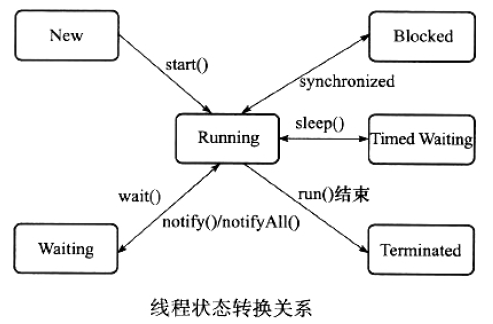 New
Blocked
start()
synchronized
Running
sleep()
Timed Waiting
wait()
run()结束
notify()/notifyAll()
Waiting
Terminated
线程状态转换关系